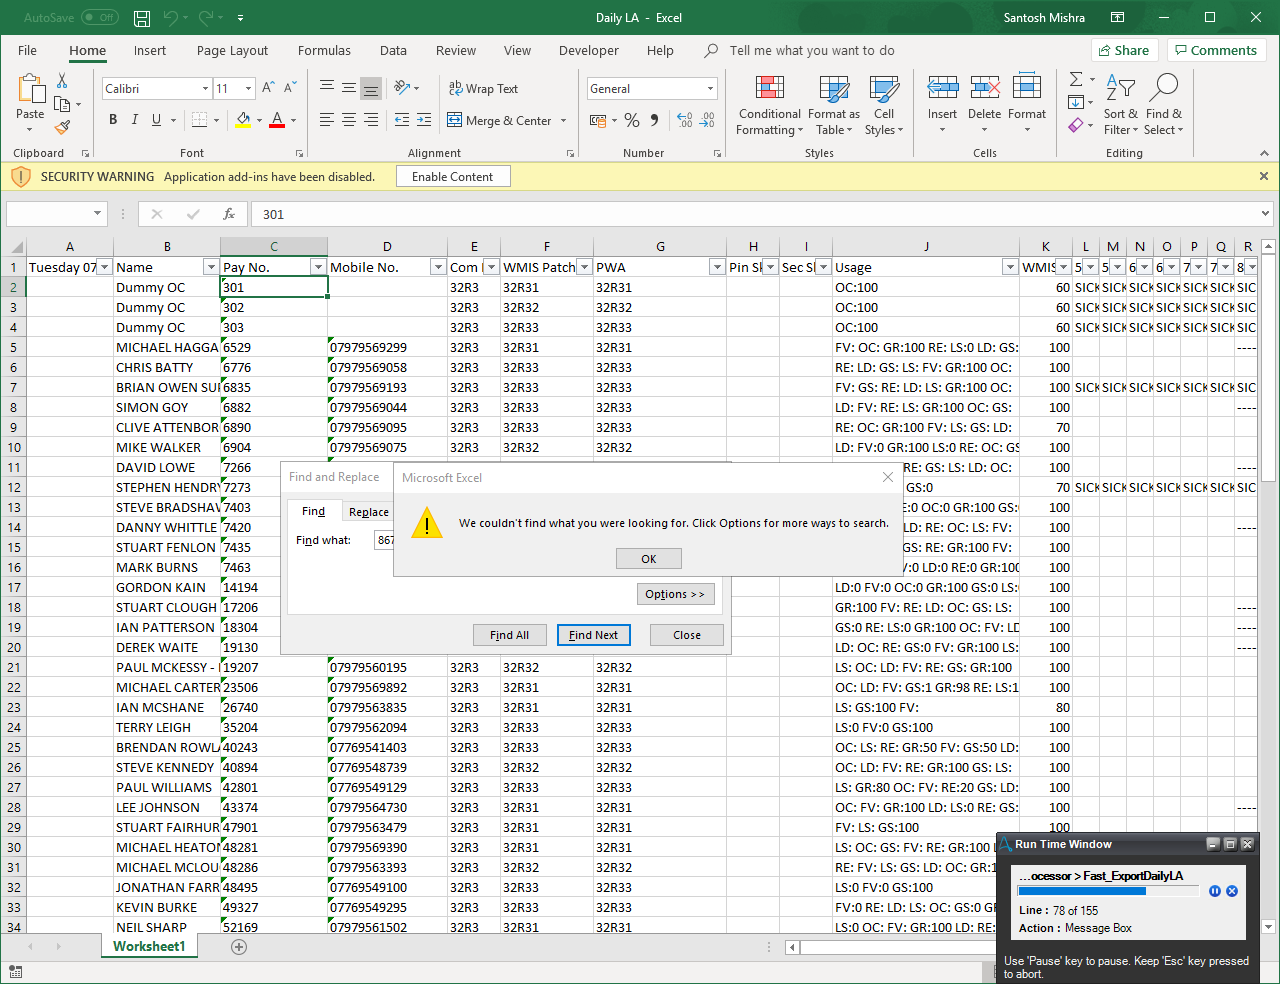 AutoSave Off Daily LA - Excel Santosh Mishra
File Home Insert Page Layout Formulas Data Review View Developer Help Tell me what you want to do Share Comments
Paste Calibri 11 Wrap Text General Conditional Formatting Format as Table Cell Styles Insert Delete Format Sort & Filter Find & Select
B I U Merge & Center
Clipboard Font Alignment Number Styles Cells Editing
SECURITY WARNING Application add-ins have been disabled. Enable Content
fx 301
A B C D E F G H I J K L M N O P Q R
1 Tuesday 07 Name Pay No. Mobile No. Com WMIS Patch PWA Pin S Sec S Usage WMIS 5 5 6 6 7 7 8
2 Dummy OC 301 32R3 32R31 32R31 OC:100 60 SICK SICK SICK SICK SICK SICK SIC
3 Dummy OC 302 32R3 32R32 32R32 OC:100 60 SICK SICK SICK SICK SICK SICK SIC
4 Dummy OC 303 32R3 32R33 32R33 OC:100 60 SICK SICK SICK SICK SICK SICK SIC
5 MICHAEL HAGGA 6529 07979569299 32R3 32R31 32R31 FV: OC: GR:100 RE: LS:0 LD: GS: 100 ----
6 CHRIS BATTY 6776 07979569058 32R3 32R33 32R33 RE: LD: GS: LS: FV: GR:100 OC: 100
7 BRIAN OWEN SU 6835 07979569193 32R3 32R33 32R33 FV: GS: RE: LD: LS: GR:100 OC: 100 SICK SICK SICK SICK SICK SICK SIC
8 SIMON GOY 6882 07979569044 32R3 32R33 32R33 LD: FV: RE: LS: GR:100 OC: GS: 100 ----
9 CLIVE ATTENBOR 6890 07979569095 32R3 32R33 32R33 RE: OC: GR:100 FV: LS: GS: LD: 70
10 MIKE WALKER 6904 07979569075 32R3 32R32 32R32 LD: FV:0 GR:100 LS:0 RE: OC: GS 100
11 DAVID LOWE 7266 RE: GS: LS: LD: OC: 100 ----
12 STEPHEN HENDRY 7273 GS:0 70 SICK SICK SICK SICK SICK SICK SIC
13 STEVE BRADSHAW 7403 :0 OC:0 GR:100 GS: 100
14 DANNY WHITTLE 7420 LD: RE: OC: LS: FV: 100 ----
15 STUART FENLON 7435 GS: RE: GR:100 FV: 100
16 MARK BURNS 7463 :0 LD:0 RE:0 GR:100 100
17 GORDON KAIN 14194 LD:0 FV:0 OC:0 GR:100 GS:0 LS: 100
18 STUART CLOUGH 17206 GR:100 FV: RE: LD: OC: GS: LS: 100 ----
19 IAN PATTERSON 18304 GS:0 RE: LS:0 GR:100 OC: FV: LD 100 ----
20 DEREK WAITE 19130 LD: OC: RE: GS:0 FV: GR:100 LS: 100 ----
21 PAUL MCKESSY - 19207 07979560195 32R3 32R32 32R32 LS: OC: LD: FV: RE: GS: GR:100 100
22 MICHAEL CARTER 23506 07979569892 32R3 32R31 32R31 OC: LD: FV: GS:1 GR:98 RE: LS:1 100
23 IAN MCSHANE 26740 07979563835 32R3 32R31 32R31 LS: GS:100 FV: 80
24 TERRY LEIGH 35204 07979562094 32R3 32R33 32R33 LS:0 FV:0 GS:100 100
25 BRENDAN ROWLA 40243 07769541403 32R3 32R33 32R33 OC: LS: RE: GR:50 FV: GS:50 LD: 100
26 STEVE KENNEDY 40894 07769548739 32R3 32R32 32R32 OC: LD: FV: RE: GR:100 GS: LS: 100
27 PAUL WILLIAMS 42801 07769549129 32R3 32R33 32R33 LS: GR:80 OC: FV: RE:20 GS: LD: 100
28 LEE JOHNSON 43374 07979564730 32R3 32R31 32R31 OC: FV: GR:100 LD: LS:0 RE: GS: 100 ----
29 STUART FAIRHUR 47901 07979563479 32R3 32R31 32R31 FV: LS: GS:100 100
30 MICHAEL HEATON 48281 07979569390 32R3 32R31 32R31 LS: OC: GS: FV: RE: GR:100 L
31 MICHAEL MCLOU 48286 07979563393 32R3 32R32 32R32 RE: FV: LS: GS: LD: OC: GR:1
32 JONATHAN FARR 48495 07769549100 32R3 32R33 32R33 LS:0 FV:0 GS:100
33 KEVIN BURKE 49327 07769549295 32R3 32R33 32R33 FV:0 RE: LD: LS: OC: GS:0 GR
34 NEIL SHARP 52169 07979561502 32R3 32R31 32R31 LS:0 OC: FV: GR:100 LD: RE:
Find and Replace
Find Replace
Find what: 867
Options >>
Find All Find Next Close
Microsoft Excel
We couldn't find what you were looking for. Click Options for more ways to search.
OK
Run Time Window
...ocessor > Fast_ExportDailyLA
Line : 78 of 155
Action : Message Box
Use 'Pause' key to pause. Keep 'Esc' key pressed
to abort.
Worksheet1